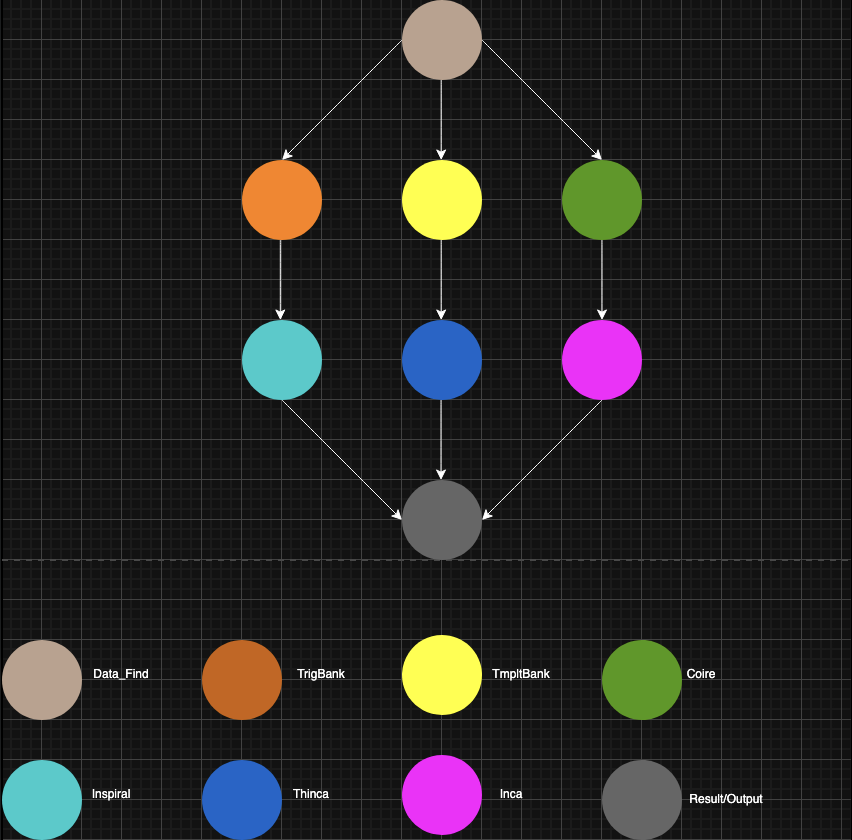 Data_Find
TrigBank
TmpltBank
Coire
Inspiral
Thinca
Inca
Result/Output